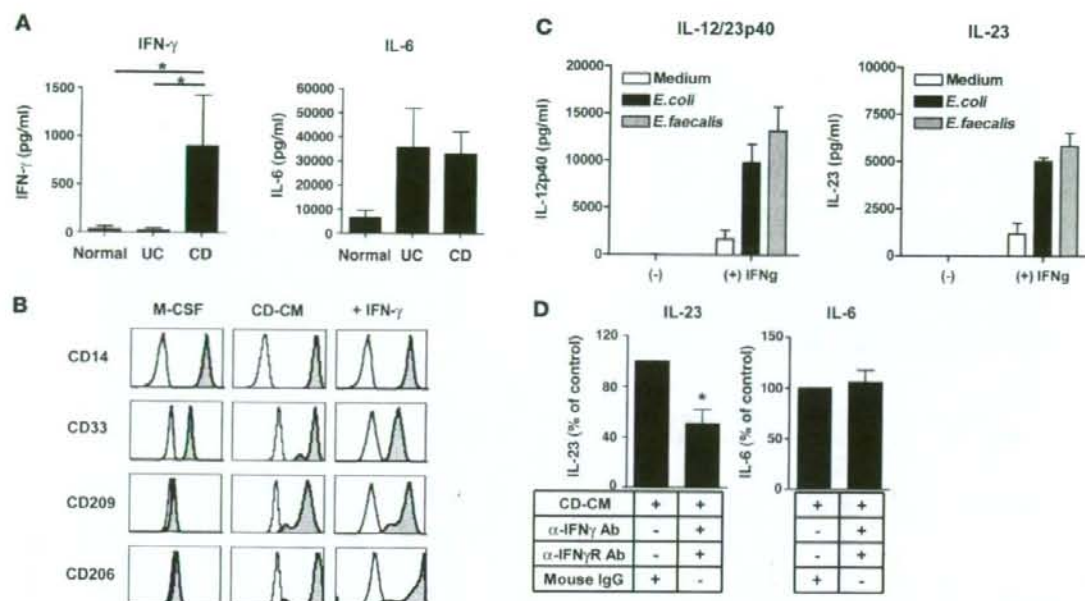 A
IFN-γ
*
*
IFN-γ (pg/ml)
1500
1000
500
0
Normal UC CD
IL-6
IL-6 (pg/ml)
60000
50000
40000
30000
20000
10000
0
Normal UC CD
B
M-CSF CD-CM + IFN-γ
CD14
CD33
CD209
CD206
C
IL-12/23p40
IL-12p40 (pg/ml)
20000
15000
10000
5000
0
Medium
E.coli
E.faecalis
(-) (+) IFNg
IL-23
IL-23 (pg/ml)
10000
7500
5000
2500
0
Medium
E.coli
E.faecalis
(-) (+) IFNg
D
IL-23
IL-23 (% of control)
120
80
40
0
*
IL-6
IL-6 (% of control)
150
100
50
0
CD-CM + + + +
α-IFNγ Ab - + - +
α-IFNγR Ab - + - +
Mouse IgG + - + -